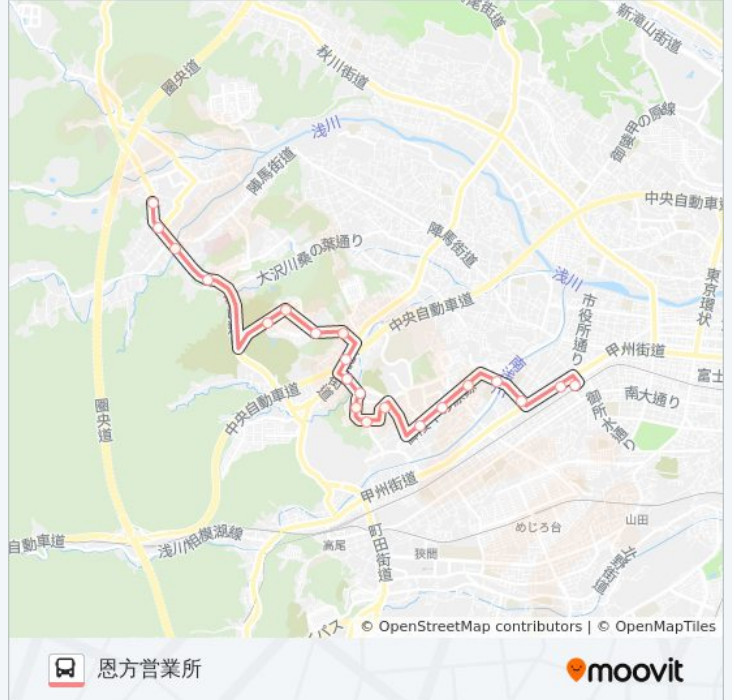 新滝山街道
秋川街道
圏央道
浅川
陣馬街道
中央自動車道
陣馬街道
大沢川桑の葉通り
浅川
東京環状
中央自動車道
市役所通り
甲州街道
富士
南大通り
御所水通り
中央自動車道
圏央道
甲州街道
めじろ台
山田
自動車道
浅川相模湖線
高尾
狭間
町田街道
北野街道
バス
© OpenStreetMap contributors | © OpenMapTiles
恩方営業所
moovit